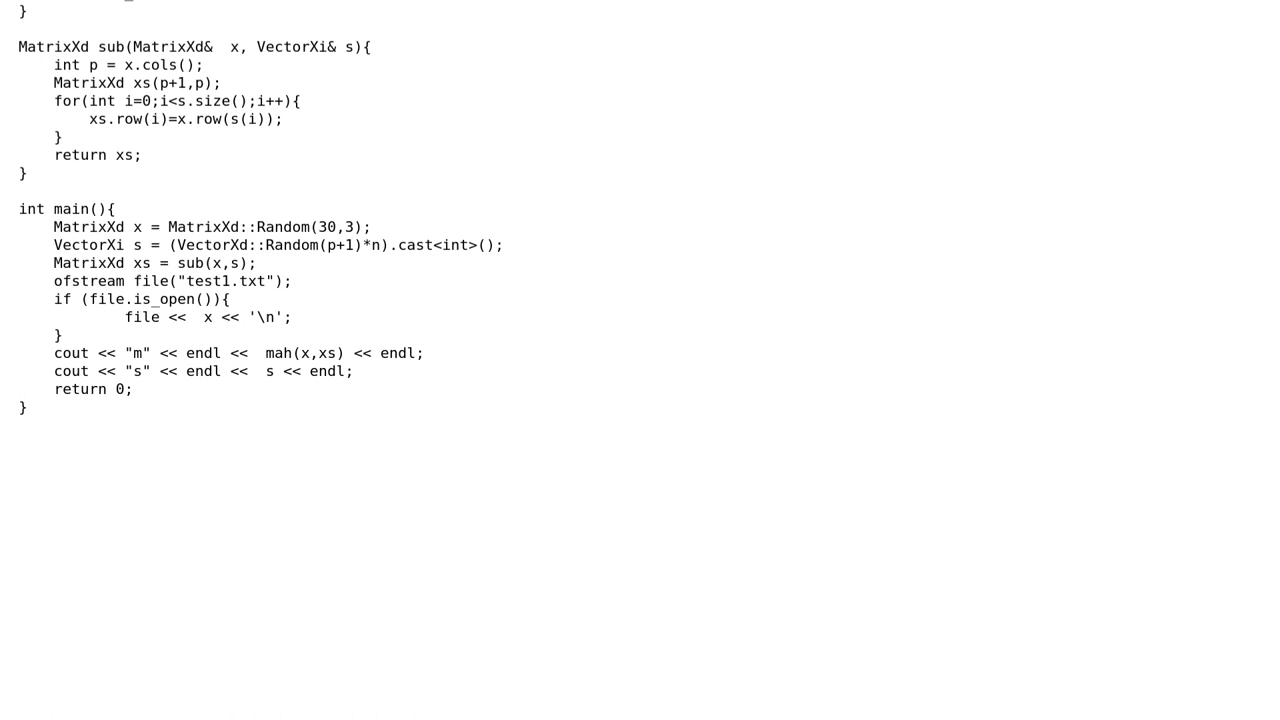 }

MatrixXd sub(MatrixXd&  x, VectorXi& s){
    int p = x.cols();
    MatrixXd xs(p+1,p);
    for(int i=0;i<s.size();i++){
        xs.row(i)=x.row(s(i));
    }
    return xs;
}

int main(){
    MatrixXd x = MatrixXd::Random(30,3);
    VectorXi s = (VectorXd::Random(p+1)*n).cast<int>();
    MatrixXd xs = sub(x,s);
    ofstream file("test1.txt");
    if (file.is_open()){
            file <<  x << '\n';
    }
    cout << "m" << endl <<  mah(x,xs) << endl;
    cout << "s" << endl <<  s << endl;
    return 0;
}